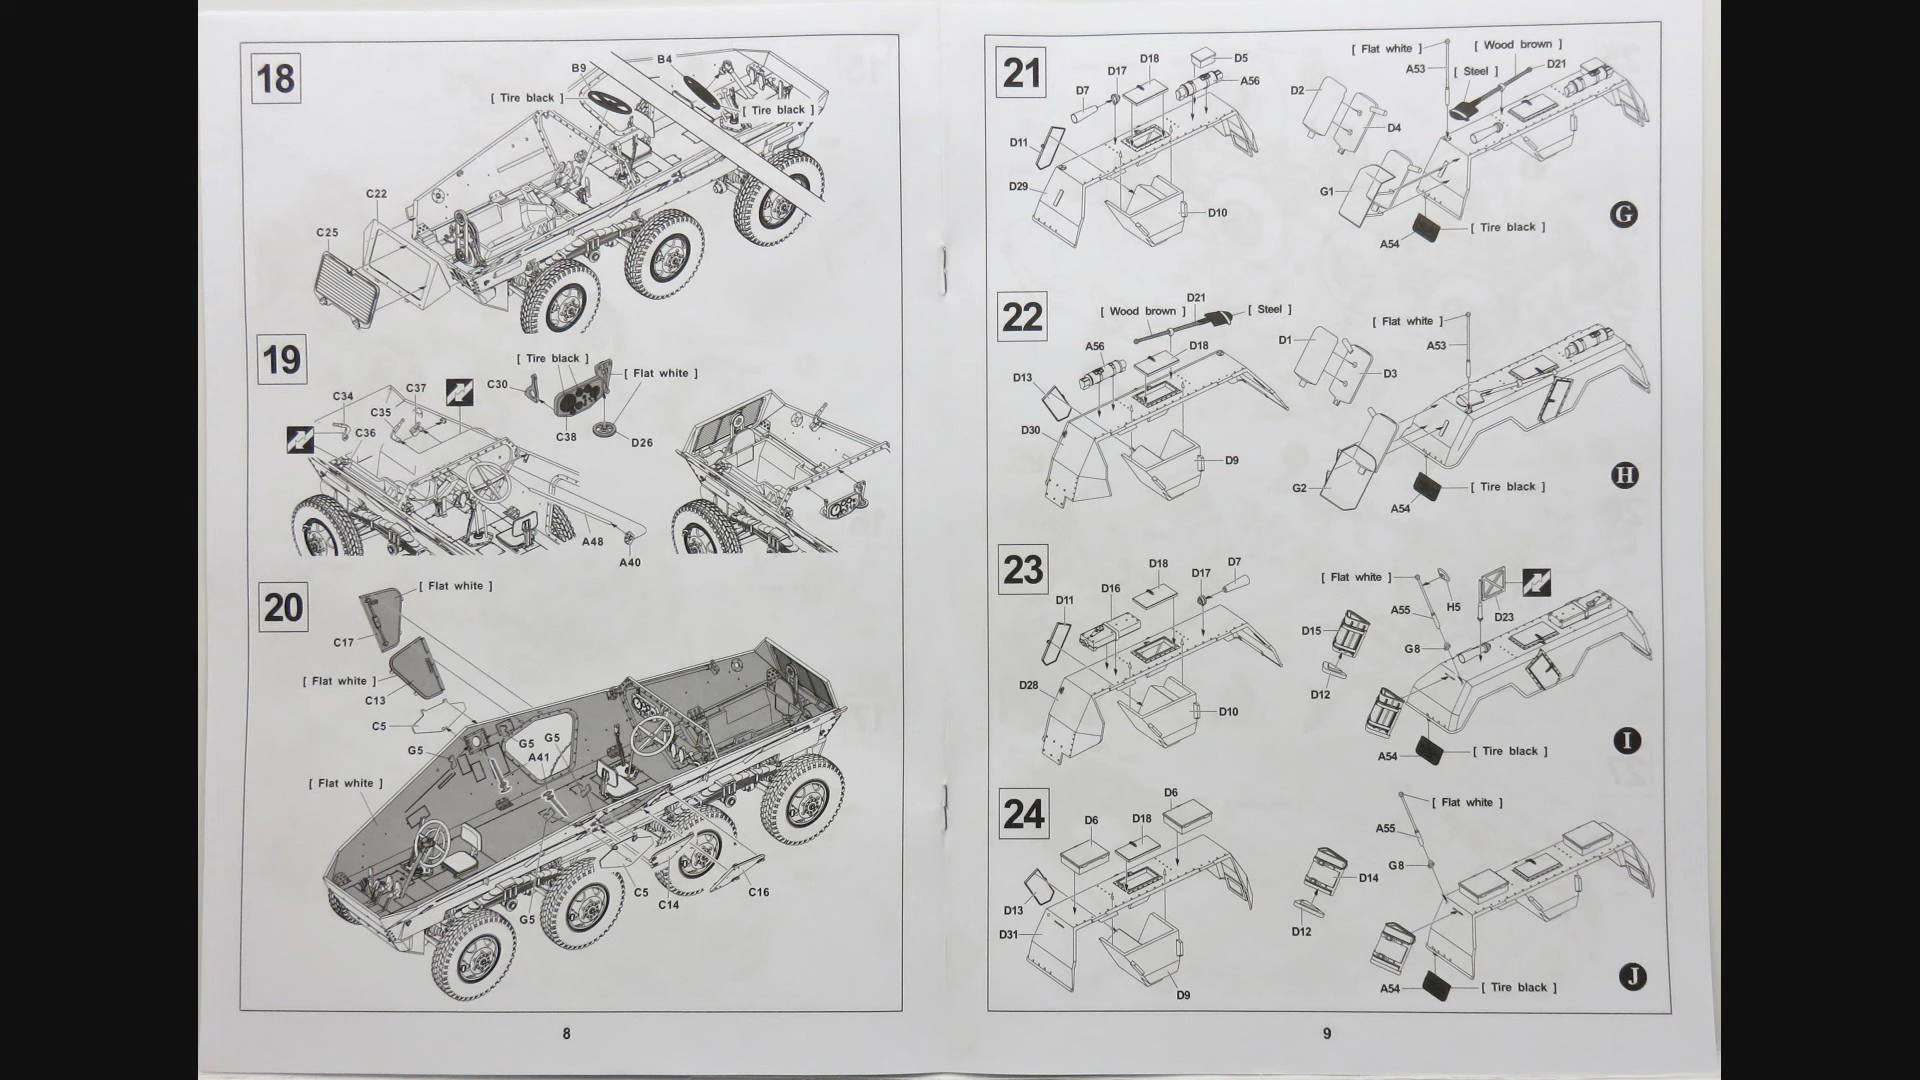 18
B9
B4
[ Tire black ]
[ Tire black ]
C22
C25
19
[ Tire black ]
[ Flat white ]
C30
C37
C34
C35
C36
C38
D26
A48
A40
20
[ Flat white ]
C17
[ Flat white ]
C13
C5
G5
G5
G5
A41
[ Flat white ]
C5
C16
C14
G5
8
21
D5
D18
D17
A56
D7
D11
D29
D10
[ Flat white ]
[ Wood brown ]
A53
[ Steel ]
D21
D2
D4
G1
[ Tire black ]
A54
G
22
D21
[ Wood brown ]
[ Steel ]
A56
D18
D13
D30
D9
[ Flat white ]
D1
A53
D3
G2
[ Tire black ]
A54
H
23
D18
D7
D17
D16
D11
D28
D10
[ Flat white ]
H5
A55
D23
D15
G8
D12
[ Tire black ]
A54
I
24
D6
D6
D18
D13
D31
D9
[ Flat white ]
A55
G8
D14
D12
A54
[ Tire black ]
J
9